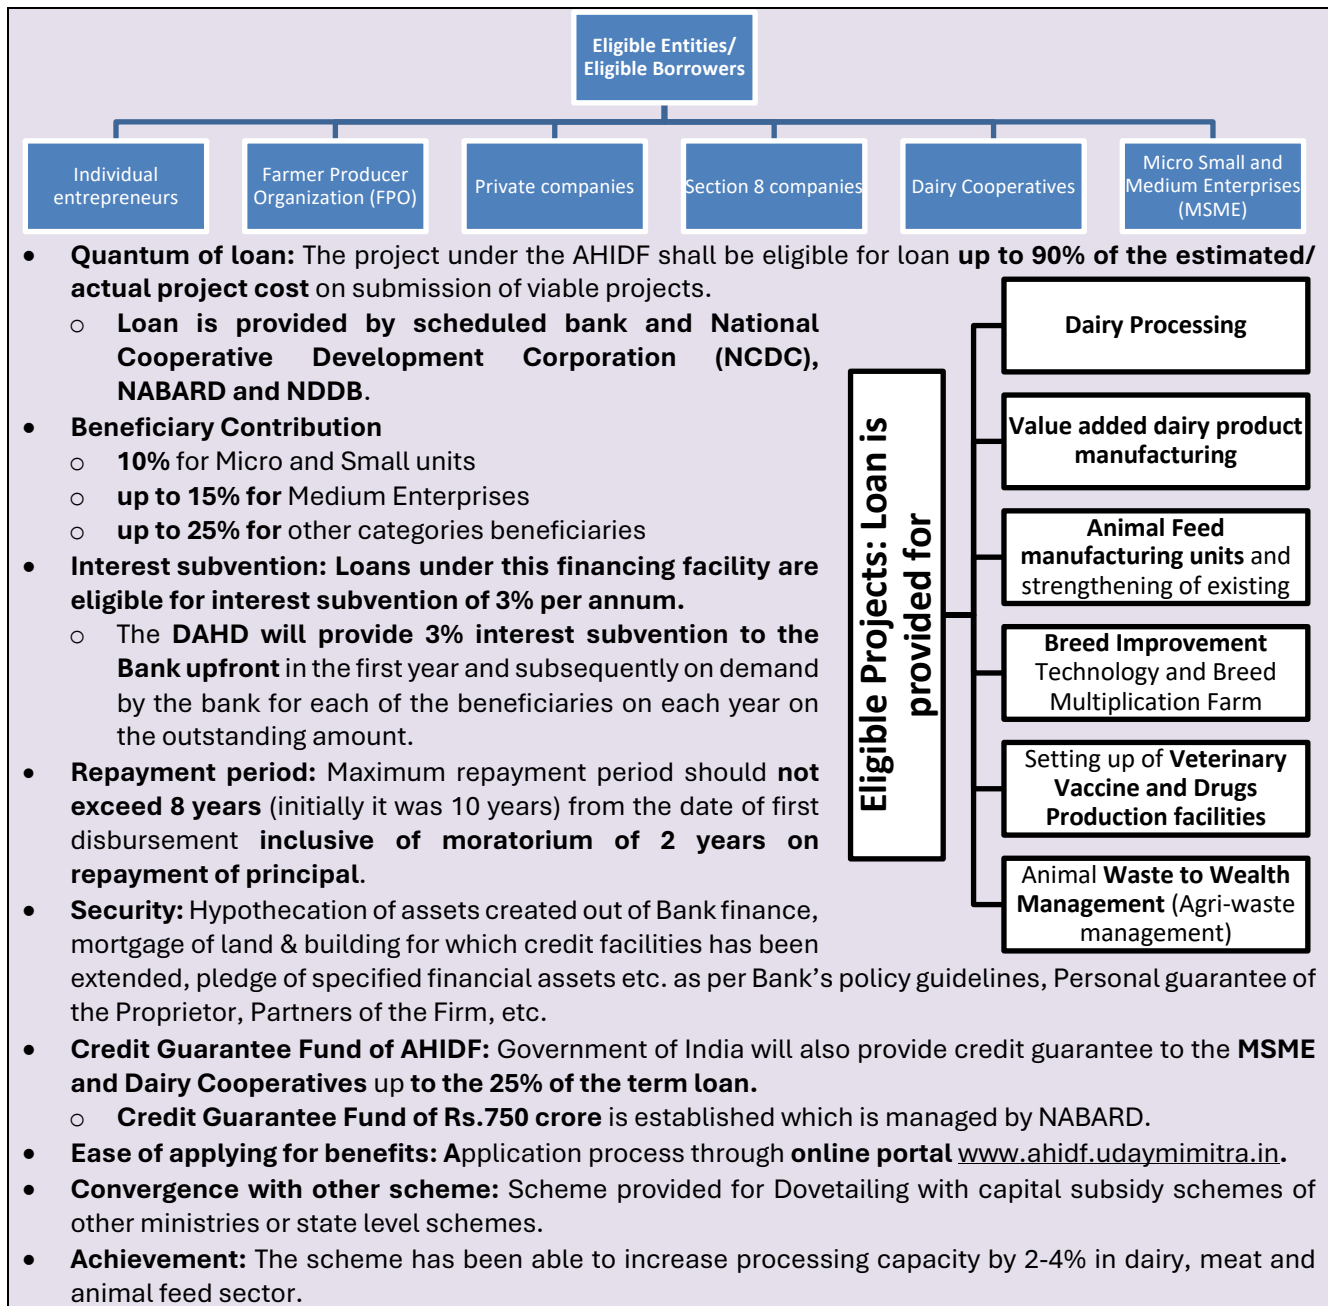 Eligible Entities/
Eligible Borrowers
Individual
entrepreneurs
Farmer Producer
Organization (FPO)
Private companies
Section 8 companies
Dairy Cooperatives
Micro Small and
Medium Enterprises
(MSME)
• Quantum of loan: The project under the AHIDF shall be eligible for loan up to 90% of the estimated/
actual project cost on submission of viable projects.
o Loan is provided by scheduled bank and National
Cooperative Development Corporation (NCDC),
NABARD and NDDB.
• Beneficiary Contribution
o 10% for Micro and Small units
o up to 15% for Medium Enterprises
o up to 25% for other categories beneficiaries
• Interest subvention: Loans under this financing facility are
eligible for interest subvention of 3% per annum.
o The DAHD will provide 3% interest subvention to the
Bank upfront in the first year and subsequently on demand
by the bank for each of the beneficiaries on each year on
the outstanding amount.
• Repayment period: Maximum repayment period should not
exceed 8 years (initially it was 10 years) from the date of first
disbursement inclusive of moratorium of 2 years on
repayment of principal.
• Security: Hypothecation of assets created out of Bank finance,
mortgage of land & building for which credit facilities has been
extended, pledge of specified financial assets etc. as per Bank’s policy guidelines, Personal guarantee of
the Proprietor, Partners of the Firm, etc.
Eligible Projects: Loan is
provided for
Dairy Processing
Value added dairy product
manufacturing
Animal Feed
manufacturing units and
strengthening of existing
Breed Improvement
Technology and Breed
Multiplication Farm
Setting up of Veterinary
Vaccine and Drugs
Production facilities
Animal Waste to Wealth
Management (Agri-waste
management)
• Credit Guarantee Fund of AHIDF: Government of India will also provide credit guarantee to the MSME
and Dairy Cooperatives up to the 25% of the term loan.
o Credit Guarantee Fund of Rs.750 crore is established which is managed by NABARD.
• Ease of applying for benefits: Application process through online portal www.ahidf.udaymimitra.in.
• Convergence with other scheme: Scheme provided for Dovetailing with capital subsidy schemes of
other ministries or state level schemes.
• Achievement: The scheme has been able to increase processing capacity by 2-4% in dairy, meat and
animal feed sector.